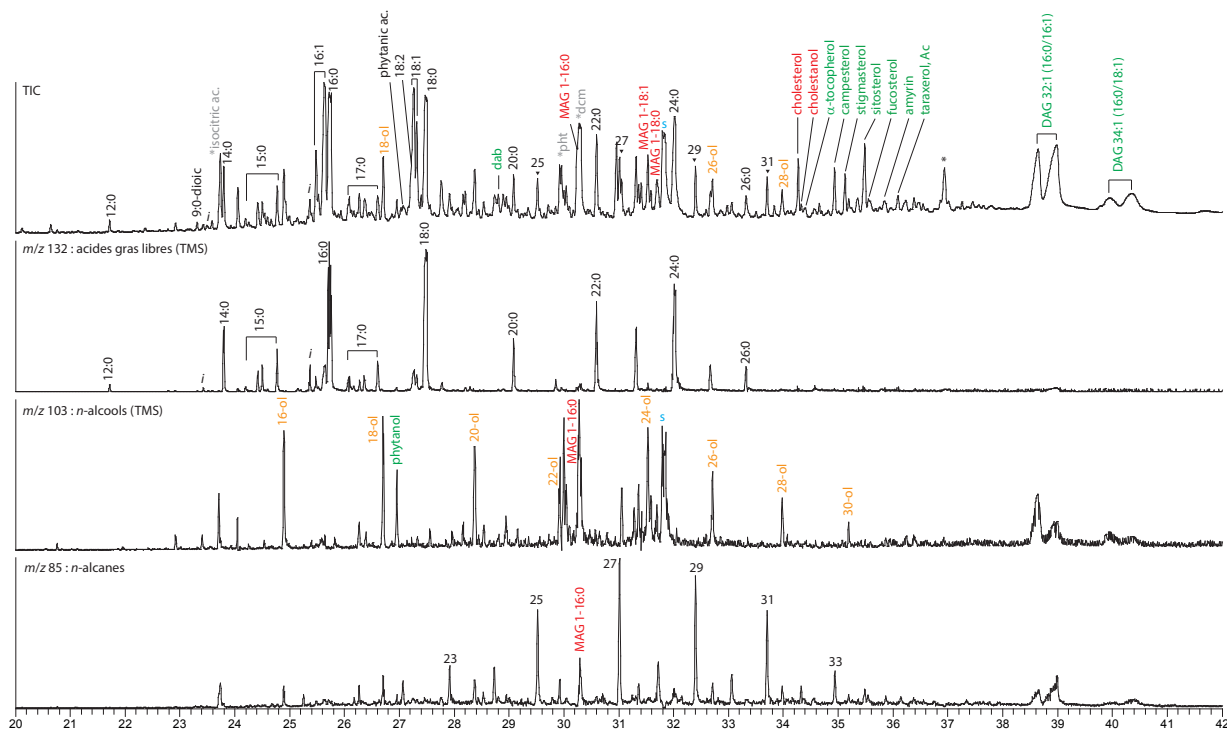 TIC
12:0
9:0-dioic
i
*isocitric ac.
14:0
15:0
i
16:1
16:0
17:0
18-ol
phytanic ac.
18:2
18:1
18:0
dab
20:0
25
*pht
MAG 1-16:0
*dcm
22:0
27
MAG 1-18:1
MAG 1-18:0
s
24:0
29
26-ol
26:0
31
28-ol
cholesterol
cholestanol
α-tocopherol
campesterol
stigmasterol
sitosterol
fucosterol
amyrin
taraxerol, Ac
*
DAG 32:1 (16:0/16:1)
DAG 34:1 (16:0/18:1)
m/z 132 : acides gras libres (TMS)
12:0
i
14:0
15:0
i
16:0
17:0
18:0
20:0
22:0
24:0
26:0
m/z 103 : n-alcools (TMS)
16-ol
18-ol
phytanol
20-ol
22-ol
MAG 1-16:0
24-ol
s
26-ol
28-ol
30-ol
m/z 85 : n-alcanes
23
25
MAG 1-16:0
27
29
31
33
20 21 22 23 24 25 26 27 28 29 30 31 32 33 34 35 36 37 38 39 40 41 42